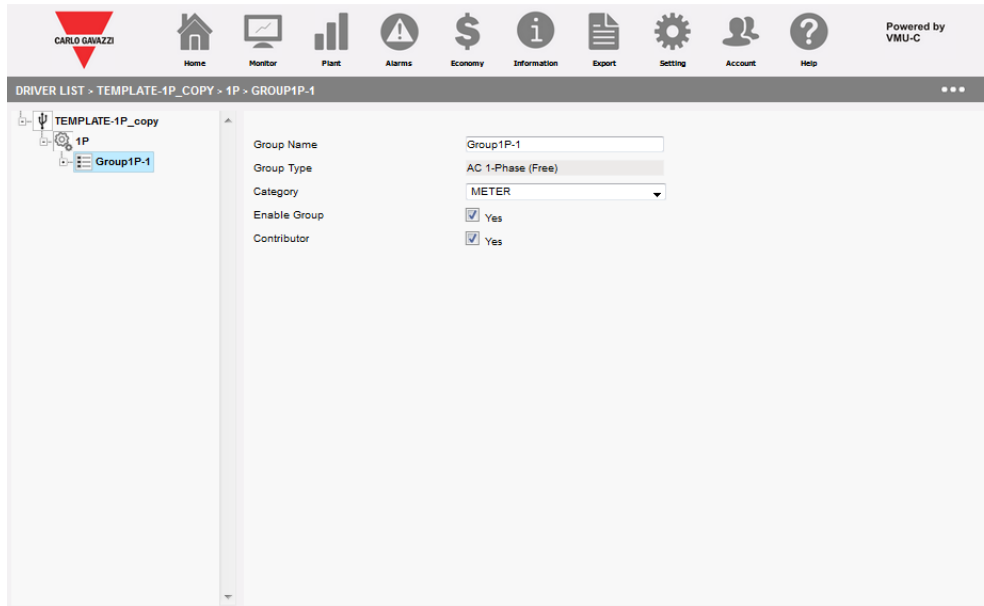 CARLO GAVAZZI
Home
Monitor
Plant
Alarms
Economy
Information
Export
Setting
Account
Help
Powered by
VMU-C
DRIVER LIST > TEMPLATE-1P_COPY > 1P > GROUP1P-1
TEMPLATE-1P_copy
1P
Group1P-1
Group Name Group1P-1
Group Type AC 1-Phase (Free)
Category METER
Enable Group Yes
Contributor Yes